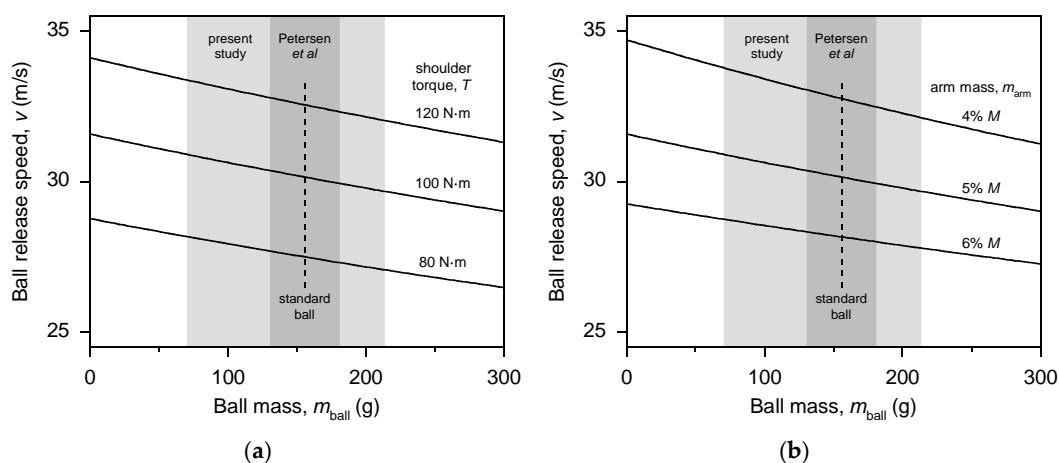 35
30
25
Ball release speed, v (m/s)
present
study
Petersen
et al
shoulder
torque, T
120 N·m
100 N·m
80 N·m
standard
ball
0
100
200
300
Ball mass, mball (g)
(a)
35
30
25
Ball release speed, v (m/s)
present
study
Petersen
et al
arm mass, marm
4% M
5% M
6% M
standard
ball
0
100
200
300
Ball mass, mball (g)
(b)